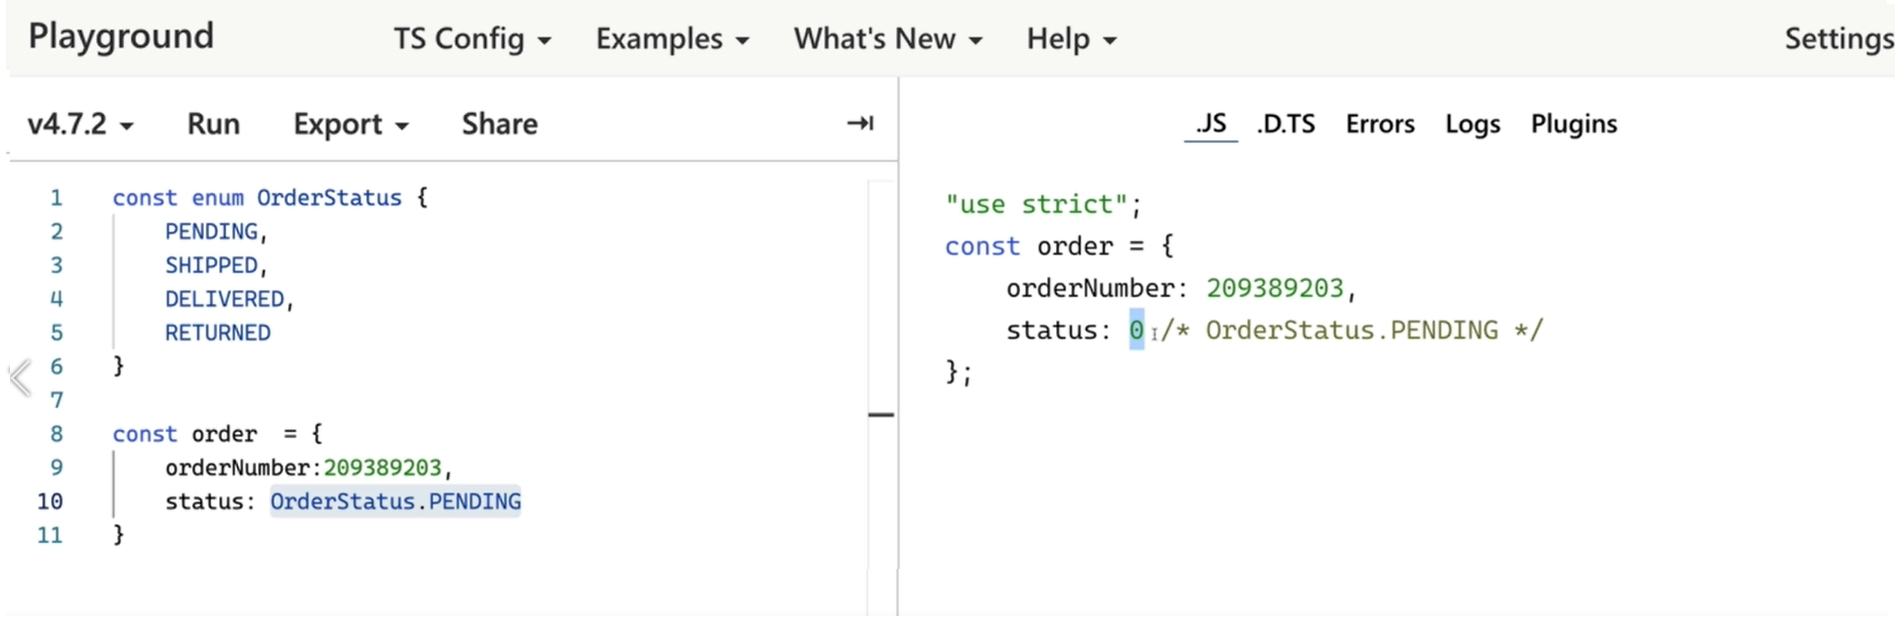 Playground TS Config Examples What's New Help Settings
v4.7.2 Run Export Share
.JS .D.TS Errors Logs Plugins
1 const enum OrderStatus {
2 PENDING,
3 SHIPPED,
4 DELIVERED,
5 RETURNED
6 }
7
8 const order  = {
9 orderNumber:209389203,
10 status: OrderStatus.PENDING
11 }
"use strict";
const order = {
orderNumber: 209389203,
status: 0 /* OrderStatus.PENDING */
};